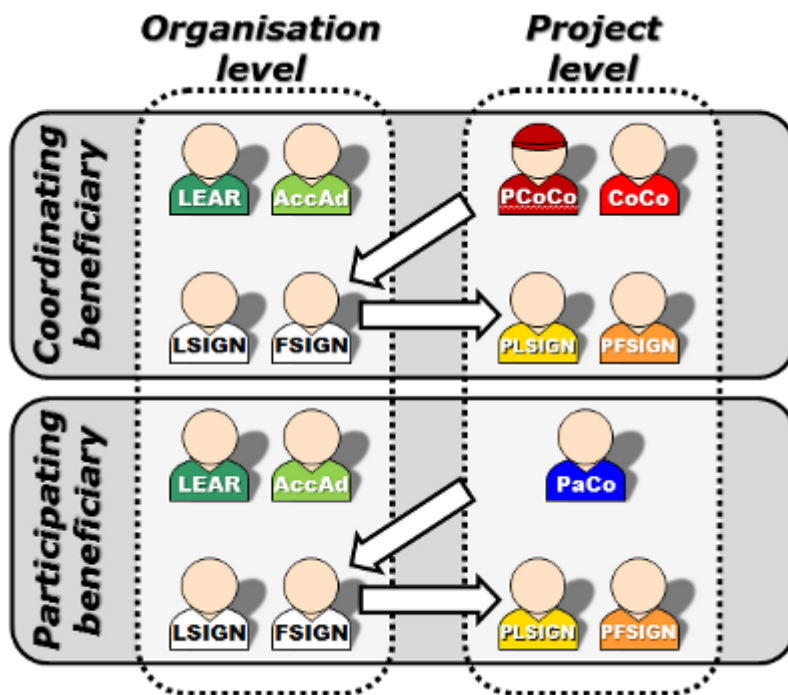 Organisation level
Project level
Coordinating beneficiary
LEAR AccAd PCoCo CoCo
LSIGN FSIGN PLSIGN PFSIGN
Participating beneficiary
LEAR AccAd PaCo
LSIGN FSIGN PLSIGN PFSIGN